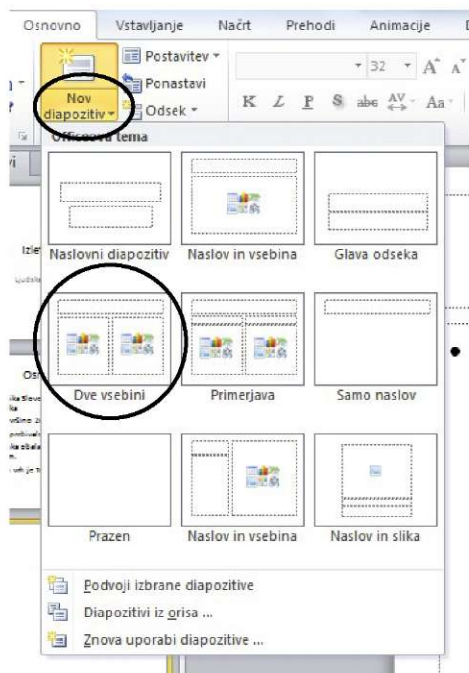 Osnovno Vstavljanje Načrt Prehodi Animacije
Postavitev
Ponastavi
32 A A
Nov
diapozitiv
Odsek
K L P S abc AV Aa
Officeova tema
Naslovni diapozitiv Naslov in vsebina Glava odseka
Dve vsebini Primerjava Samo naslov
Prazen Naslov in vsebina Naslov in slika
Podvoji izbrane diapozitive
Diapozitivi iz orisa ...
Znova uporabi diapozitive ...